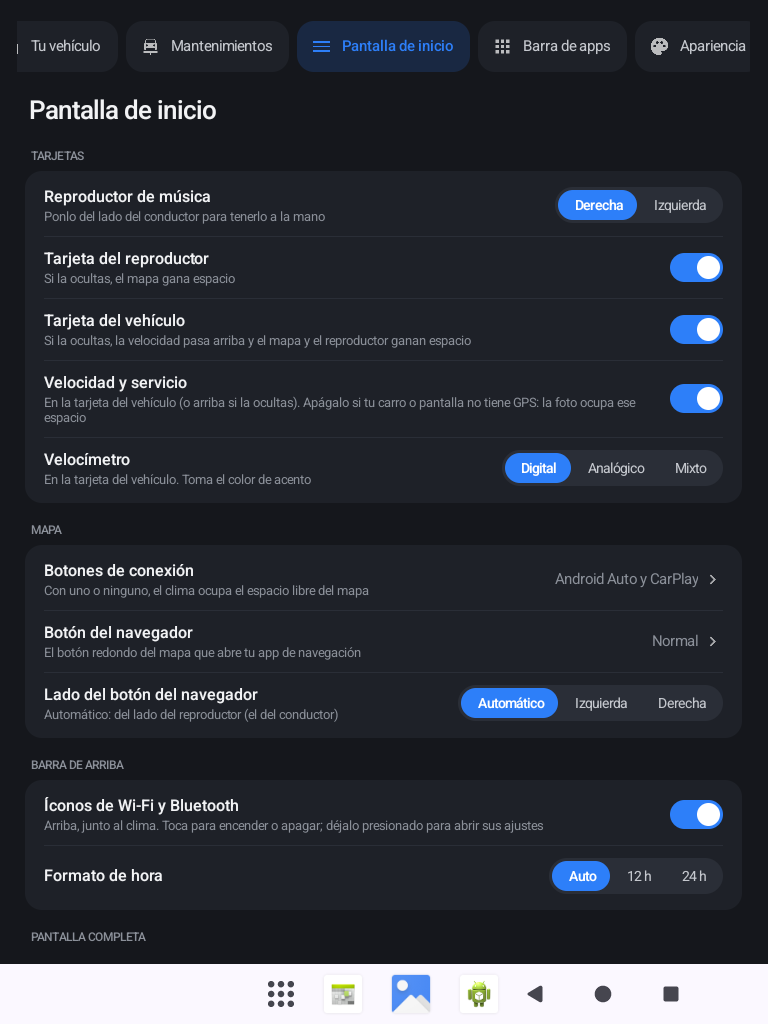 Tu vehículo
Mantenimientos
Pantalla de inicio
Barra de apps
Apariencia
Pantalla de inicio
TARJETAS
Reproductor de música
Ponlo del lado del conductor para tenerlo a la mano
Derecha
Izquierda
Tarjeta del reproductor
Si la ocultas, el mapa gana espacio
Tarjeta del vehículo
Si la ocultas, la velocidad pasa arriba y el mapa y el reproductor ganan espacio
Velocidad y servicio
En la tarjeta del vehículo (o arriba si la ocultas). Apágalo si tu carro o pantalla no tiene GPS: la foto ocupa ese
espacio
Velocímetro
En la tarjeta del vehículo. Toma el color de acento
Digital
Analógico
Mixto
MAPA
Botones de conexión
Con uno o ninguno, el clima ocupa el espacio libre del mapa
Android Auto y CarPlay
Botón del navegador
El botón redondo del mapa que abre tu app de navegación
Normal
Lado del botón del navegador
Automático: del lado del reproductor (el del conductor)
Automático
Izquierda
Derecha
BARRA DE ARRIBA
Íconos de Wi-Fi y Bluetooth
Arriba, junto al clima. Toca para encender o apagar; déjalo presionado para abrir sus ajustes
Formato de hora
Auto
12 h
24 h
PANTALLA COMPLETA